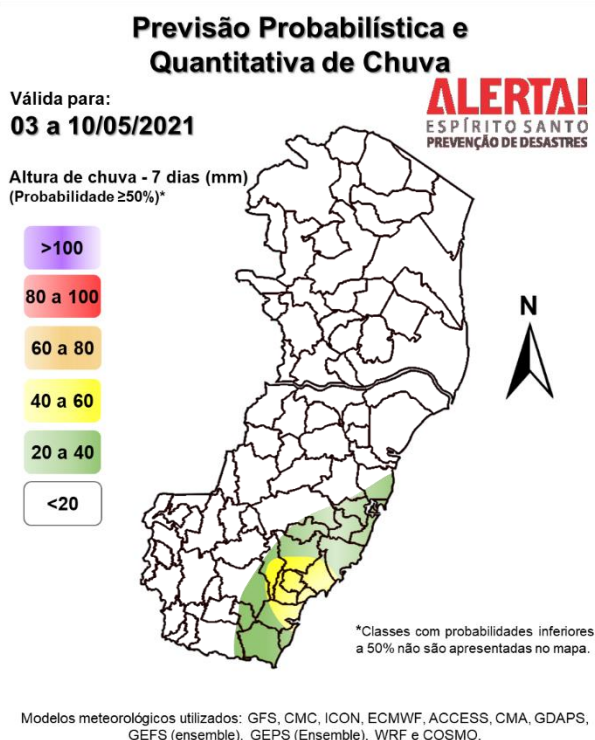 Previsão Probabilística e
Quantitativa de Chuva
Válida para:
03 a 10/05/2021
ALERTA!
ESPÍRITO SANTO
PREVENÇÃO DE DESASTRES
Altura de chuva - 7 dias (mm)
(Probabilidade ≥50%)*
>100
80 a 100
60 a 80
40 a 60
20 a 40
<20
N
*Classes com probabilidades inferiores
a 50% não são apresentadas no mapa.
Modelos meteorológicos utilizados: GFS, CMC, ICON, ECMWF, ACCESS, CMA, GDAPS,
GEFS (ensemble), GEPS (Ensemble), WRF e COSMO.